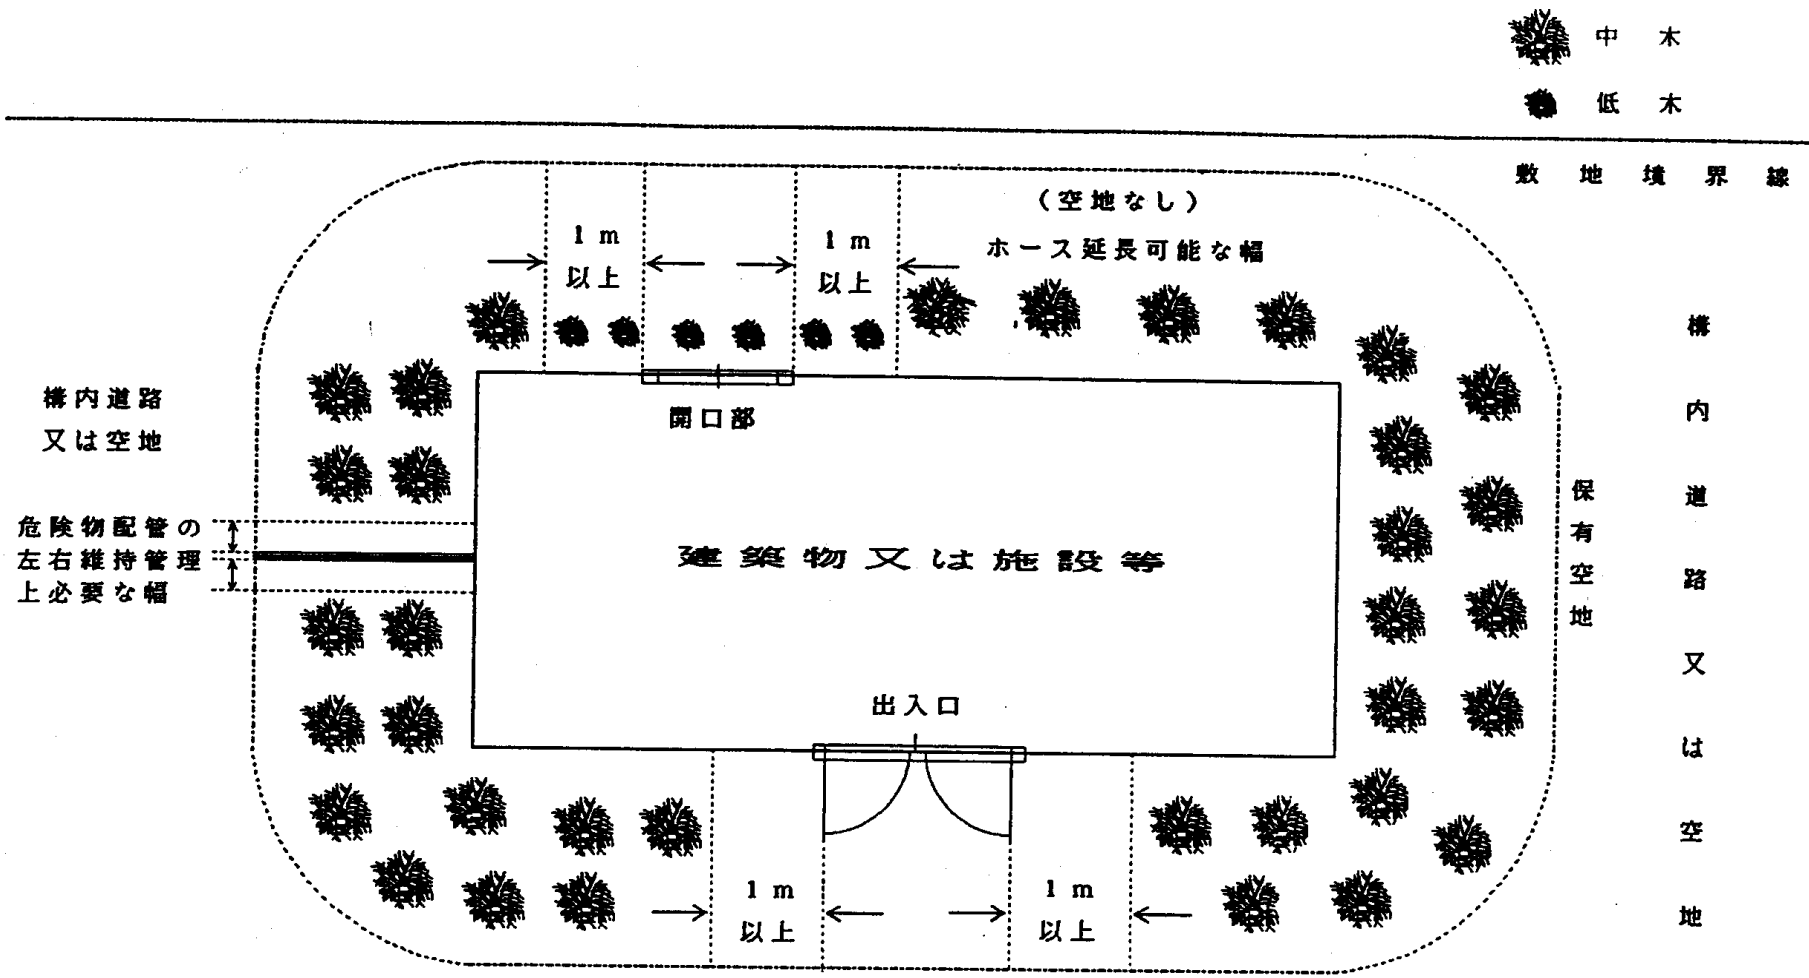 中木
低木
敷地境界線
(空地なし)
ホース延長可能な幅
1m
以上
1m
以上
開口部
構内道路
又は空地
危険物配管の
左右維持管理
上必要な幅
建築物又は施設等
保有空地
構内道路又は空地
出入口
1m
以上
1m
以上